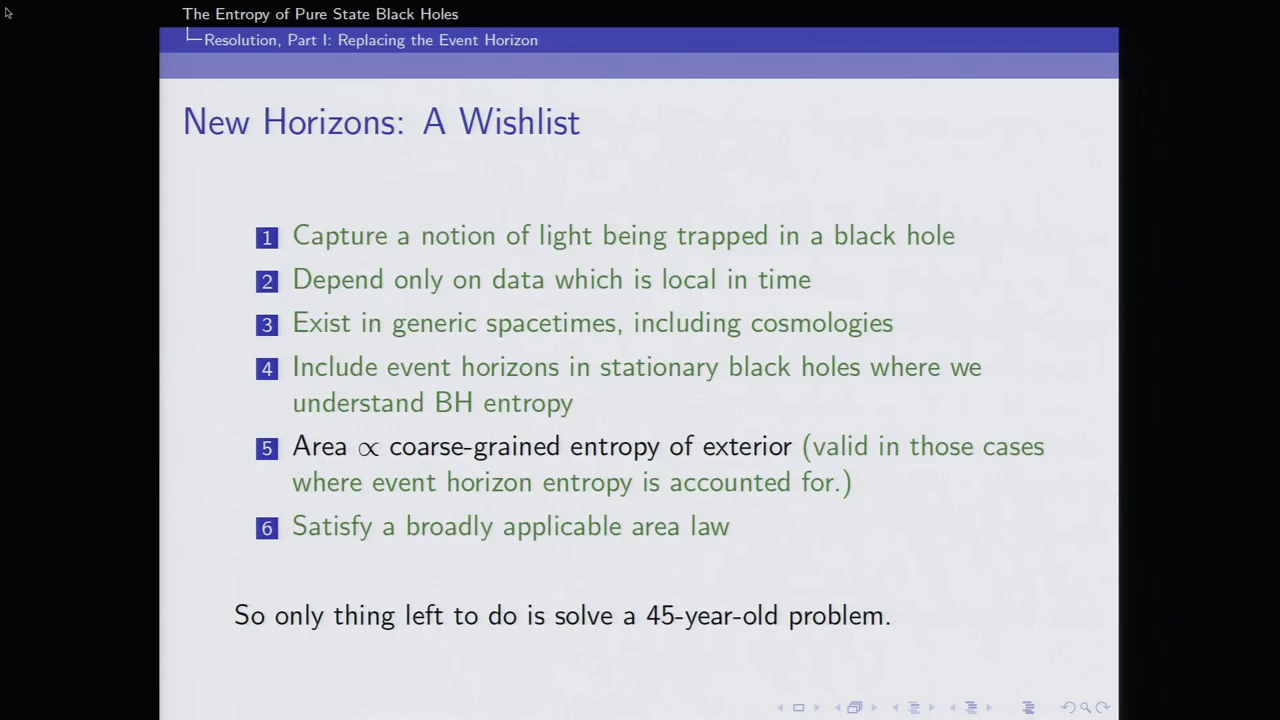 The Entropy of Pure State Black Holes
Resolution, Part I: Replacing the Event Horizon
New Horizons: A Wishlist
1 Capture a notion of light being trapped in a black hole
2 Depend only on data which is local in time
3 Exist in generic spacetimes, including cosmologies
4 Include event horizons in stationary black holes where we
understand BH entropy
5 Area ∝ coarse-grained entropy of exterior (valid in those cases
where event horizon entropy is accounted for.)
6 Satisfy a broadly applicable area law
So only thing left to do is solve a 45-year-old problem.